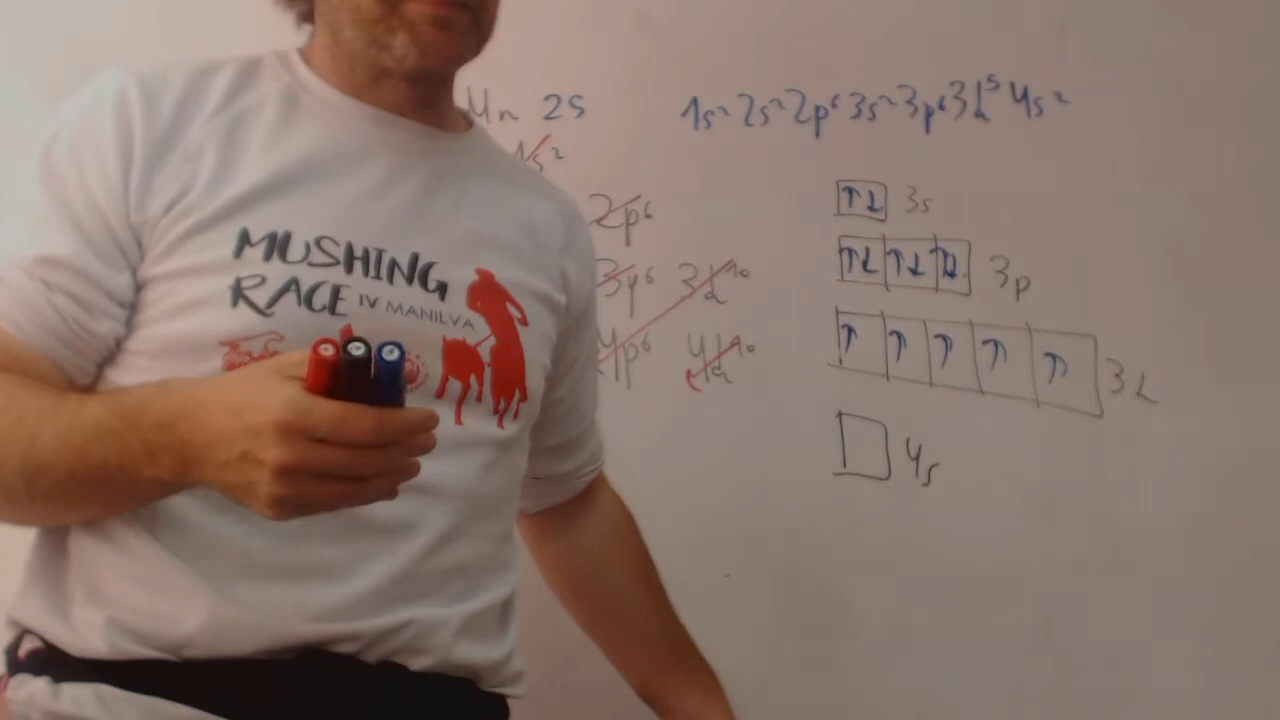 Mn 25
1s² 2s² 2p⁶ 3s² 3p⁶ 3d⁵ 4s²
1s²
2p⁶
3p⁶ 3d¹⁰
4p⁶ 4d¹⁰
↑↓ 3s
↑↓ ↑↓ ↑↓ 3p
↑ ↑ ↑ ↑ ↑ 3d
4s
MUSHING
RACE IV MANILVA